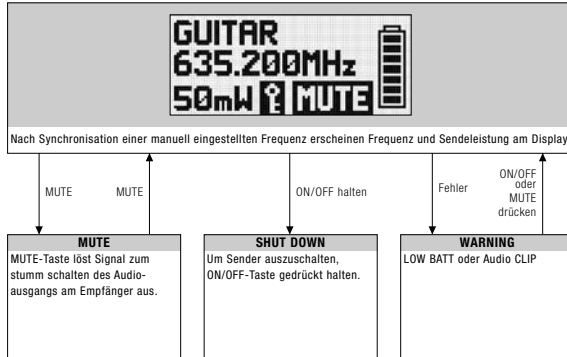 GUITAR
635.200MHz
50mW MUTE
Nach Synchronisation einer manuell eingestellten Frequenz erscheinen Frequenz und Sendeleistung am Display
MUTE
MUTE
ON/OFF halten
Fehler
ON/OFF
oder
MUTE
drücken
MUTE
MUTE-Taste löst Signal zum
stumm schalten des Audio-
ausgangs am Empfänger aus.
SHUT DOWN
Um Sender auszuschalten,
ON/OFF-Taste gedrückt halten.
WARNING
LOW BATT oder Audio CLIP